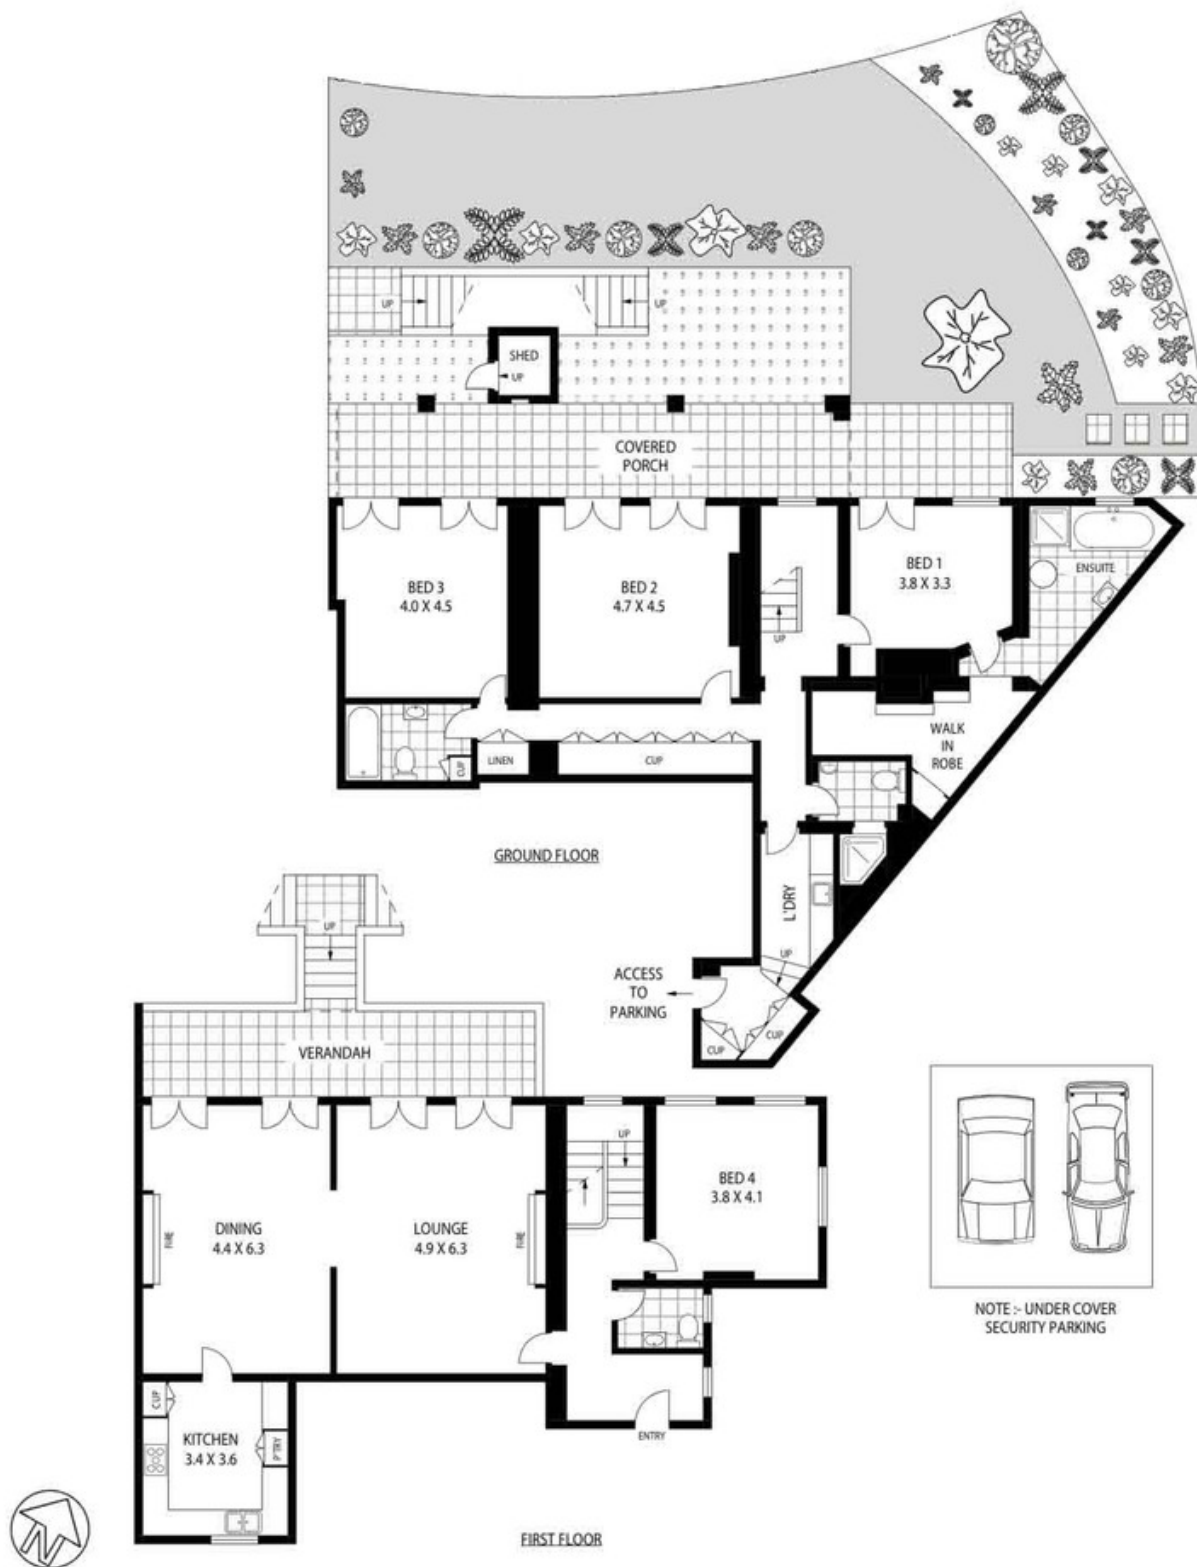 UP
UP
SHED
UP
COVERED
PORCH
BED 3
4.0 X 4.5
BED 2
4.7 X 4.5
BED 1
3.8 X 3.3
ENSUITE
UP
WALK
IN
ROBE
LINEN
CUP
CUP
GROUND FLOOR
L'DRY
UP
UP
ACCESS
TO
PARKING
CUP
CUP
VERANDAH
UP
BED 4
3.8 X 4.1
DINING
4.4 X 6.3
LOUNGE
4.9 X 6.3
FIRE
FIRE
NOTE :- UNDER COVER
SECURITY PARKING
CUP
KITCHEN
3.4 X 3.6
P'TRY
ENTRY
FIRST FLOOR
N